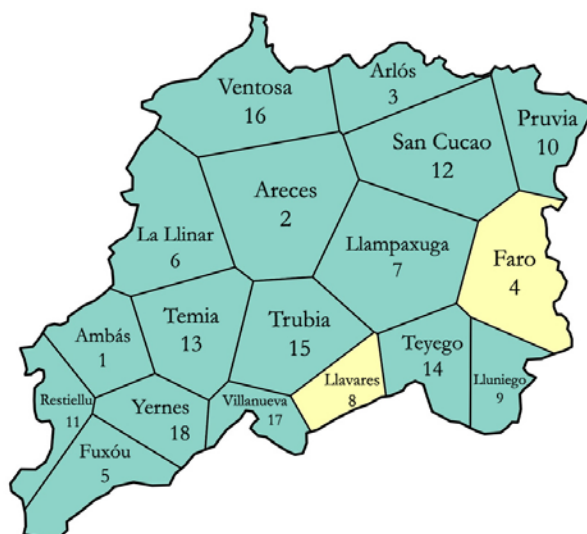 Arlós
3
Ventosa
16
Pruvia
10
San Cucao
12
Areces
2
La Llinar
6
Llampaxuga
7
Faro
4
Temia
13
Trubia
15
Ambás
1
Teyego
14
Lluniego
9
Llavares
8
Restiellu
11
Yernes
18
Villanueva
17
Fuxóu
5